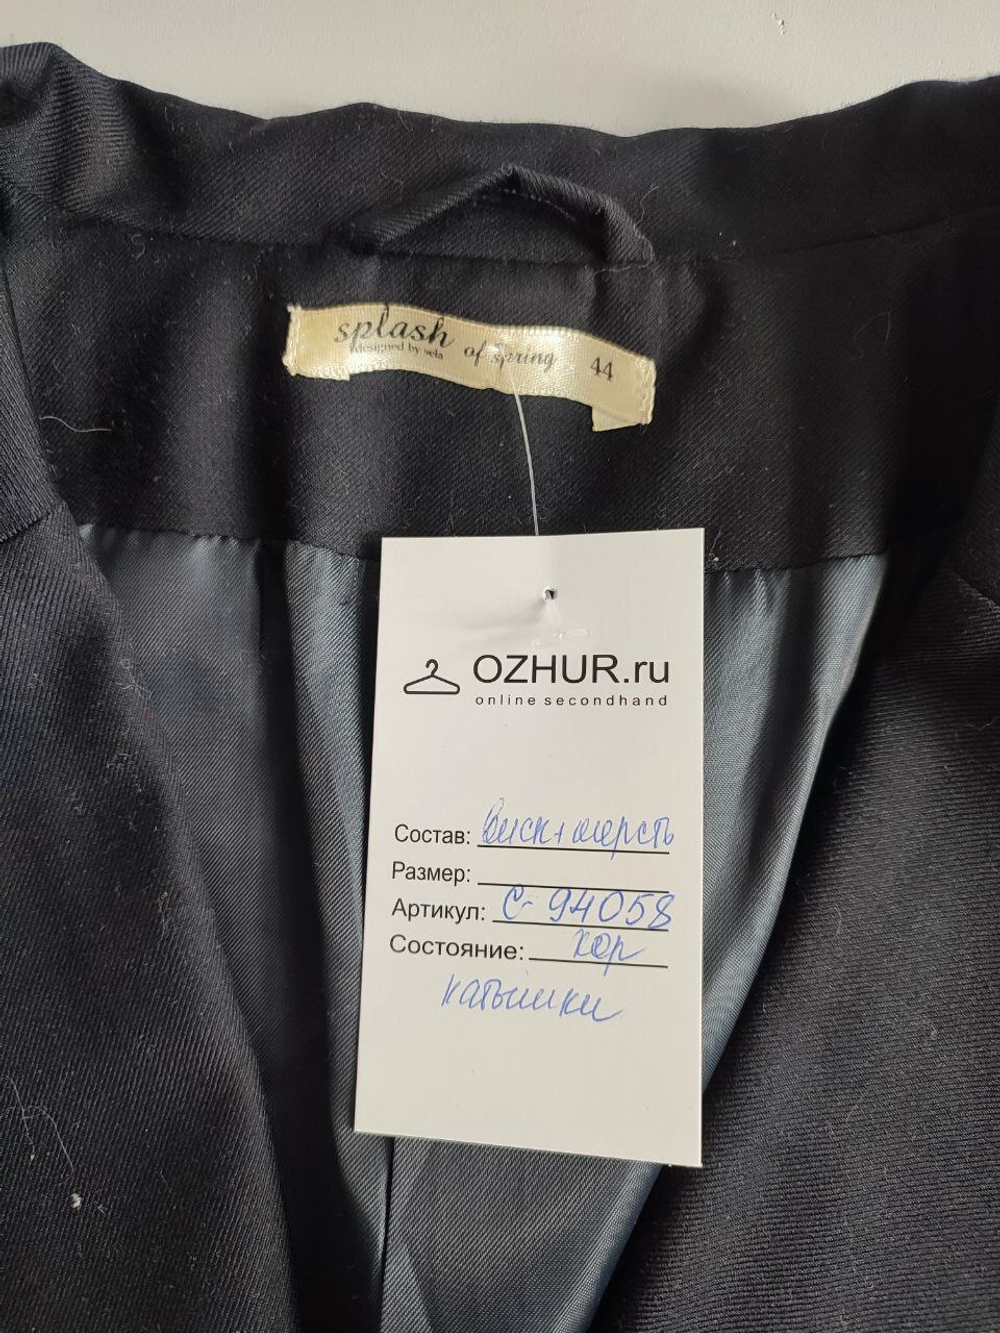 splash of spring 44
designed by sela
OZHUR.ru
online secondhand
Состав: виск+шерсть
Размер:
Артикул: С-94058
Состояние: хор
катышки